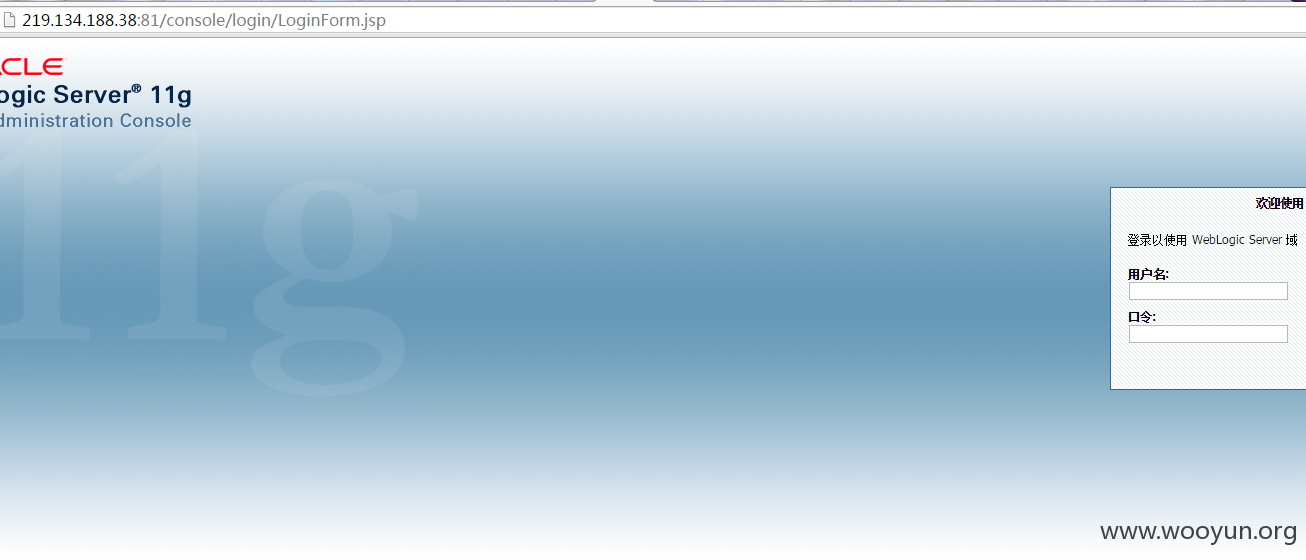 219.134.188.38:81/console/login/LoginForm.jsp
ACLE
ogic Server® 11g
dministration Console
11g
欢迎使用
登录以使用 WebLogic Server 域
用户名:
口令:
www.wooyun.org